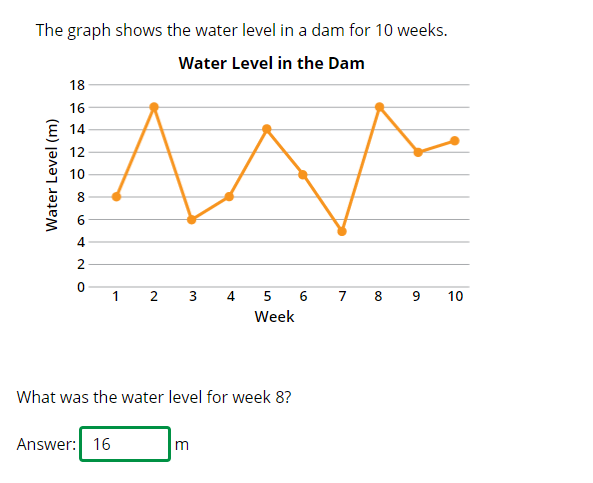 The graph shows the water level in a dam for 10 weeks.
Water Level in the Dam
Water Level (m)
18
16
14
12
10
8
6
4
2
0
1 2 3 4 5 6 7 8 9 10
Week
What was the water level for week 8?
Answer: 16 m